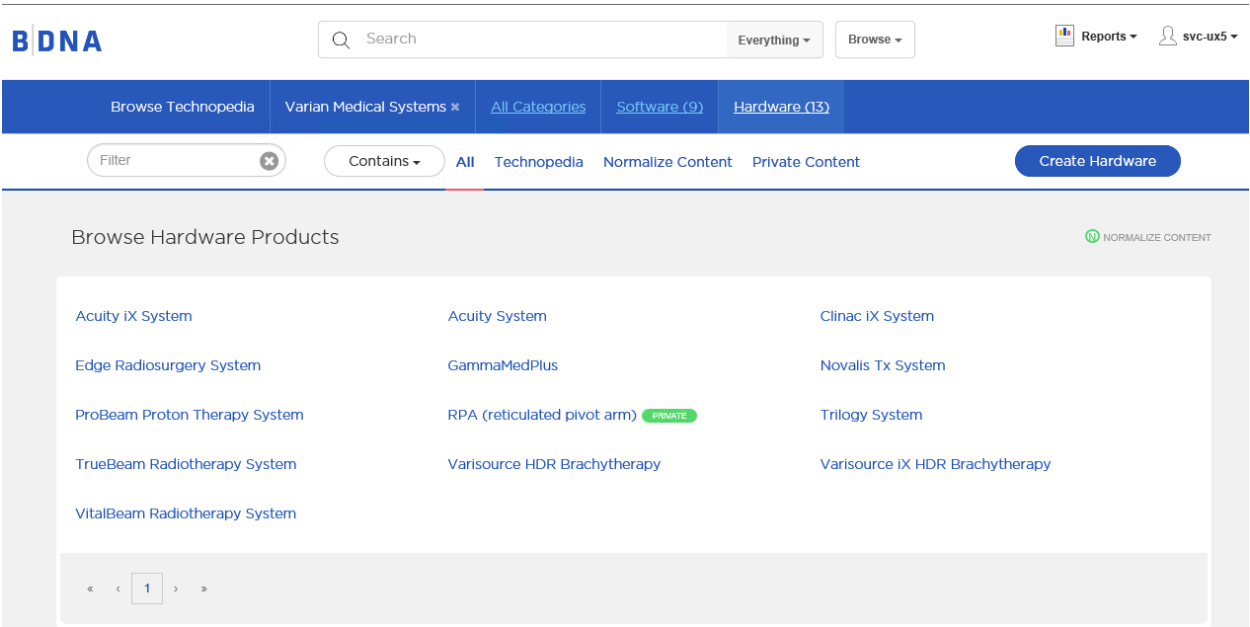 BDNA
Search
Everything
Browse
Reports
svc-ux5
Browse Technopedia
Varian Medical Systems ×
All Categories
Software (9)
Hardware (13)
Filter
Contains
All
Technopedia
Normalize Content
Private Content
Create Hardware
Browse Hardware Products
N NORMALIZE CONTENT
Acuity iX System
Acuity System
Clinac iX System
Edge Radiosurgery System
GammaMedPlus
Novalis Tx System
ProBeam Proton Therapy System
RPA (reticulated pivot arm) PRIVATE
Trilogy System
TrueBeam Radiotherapy System
Varisource HDR Brachytherapy
Varisource iX HDR Brachytherapy
VitalBeam Radiotherapy System
« ‹ 1 › »